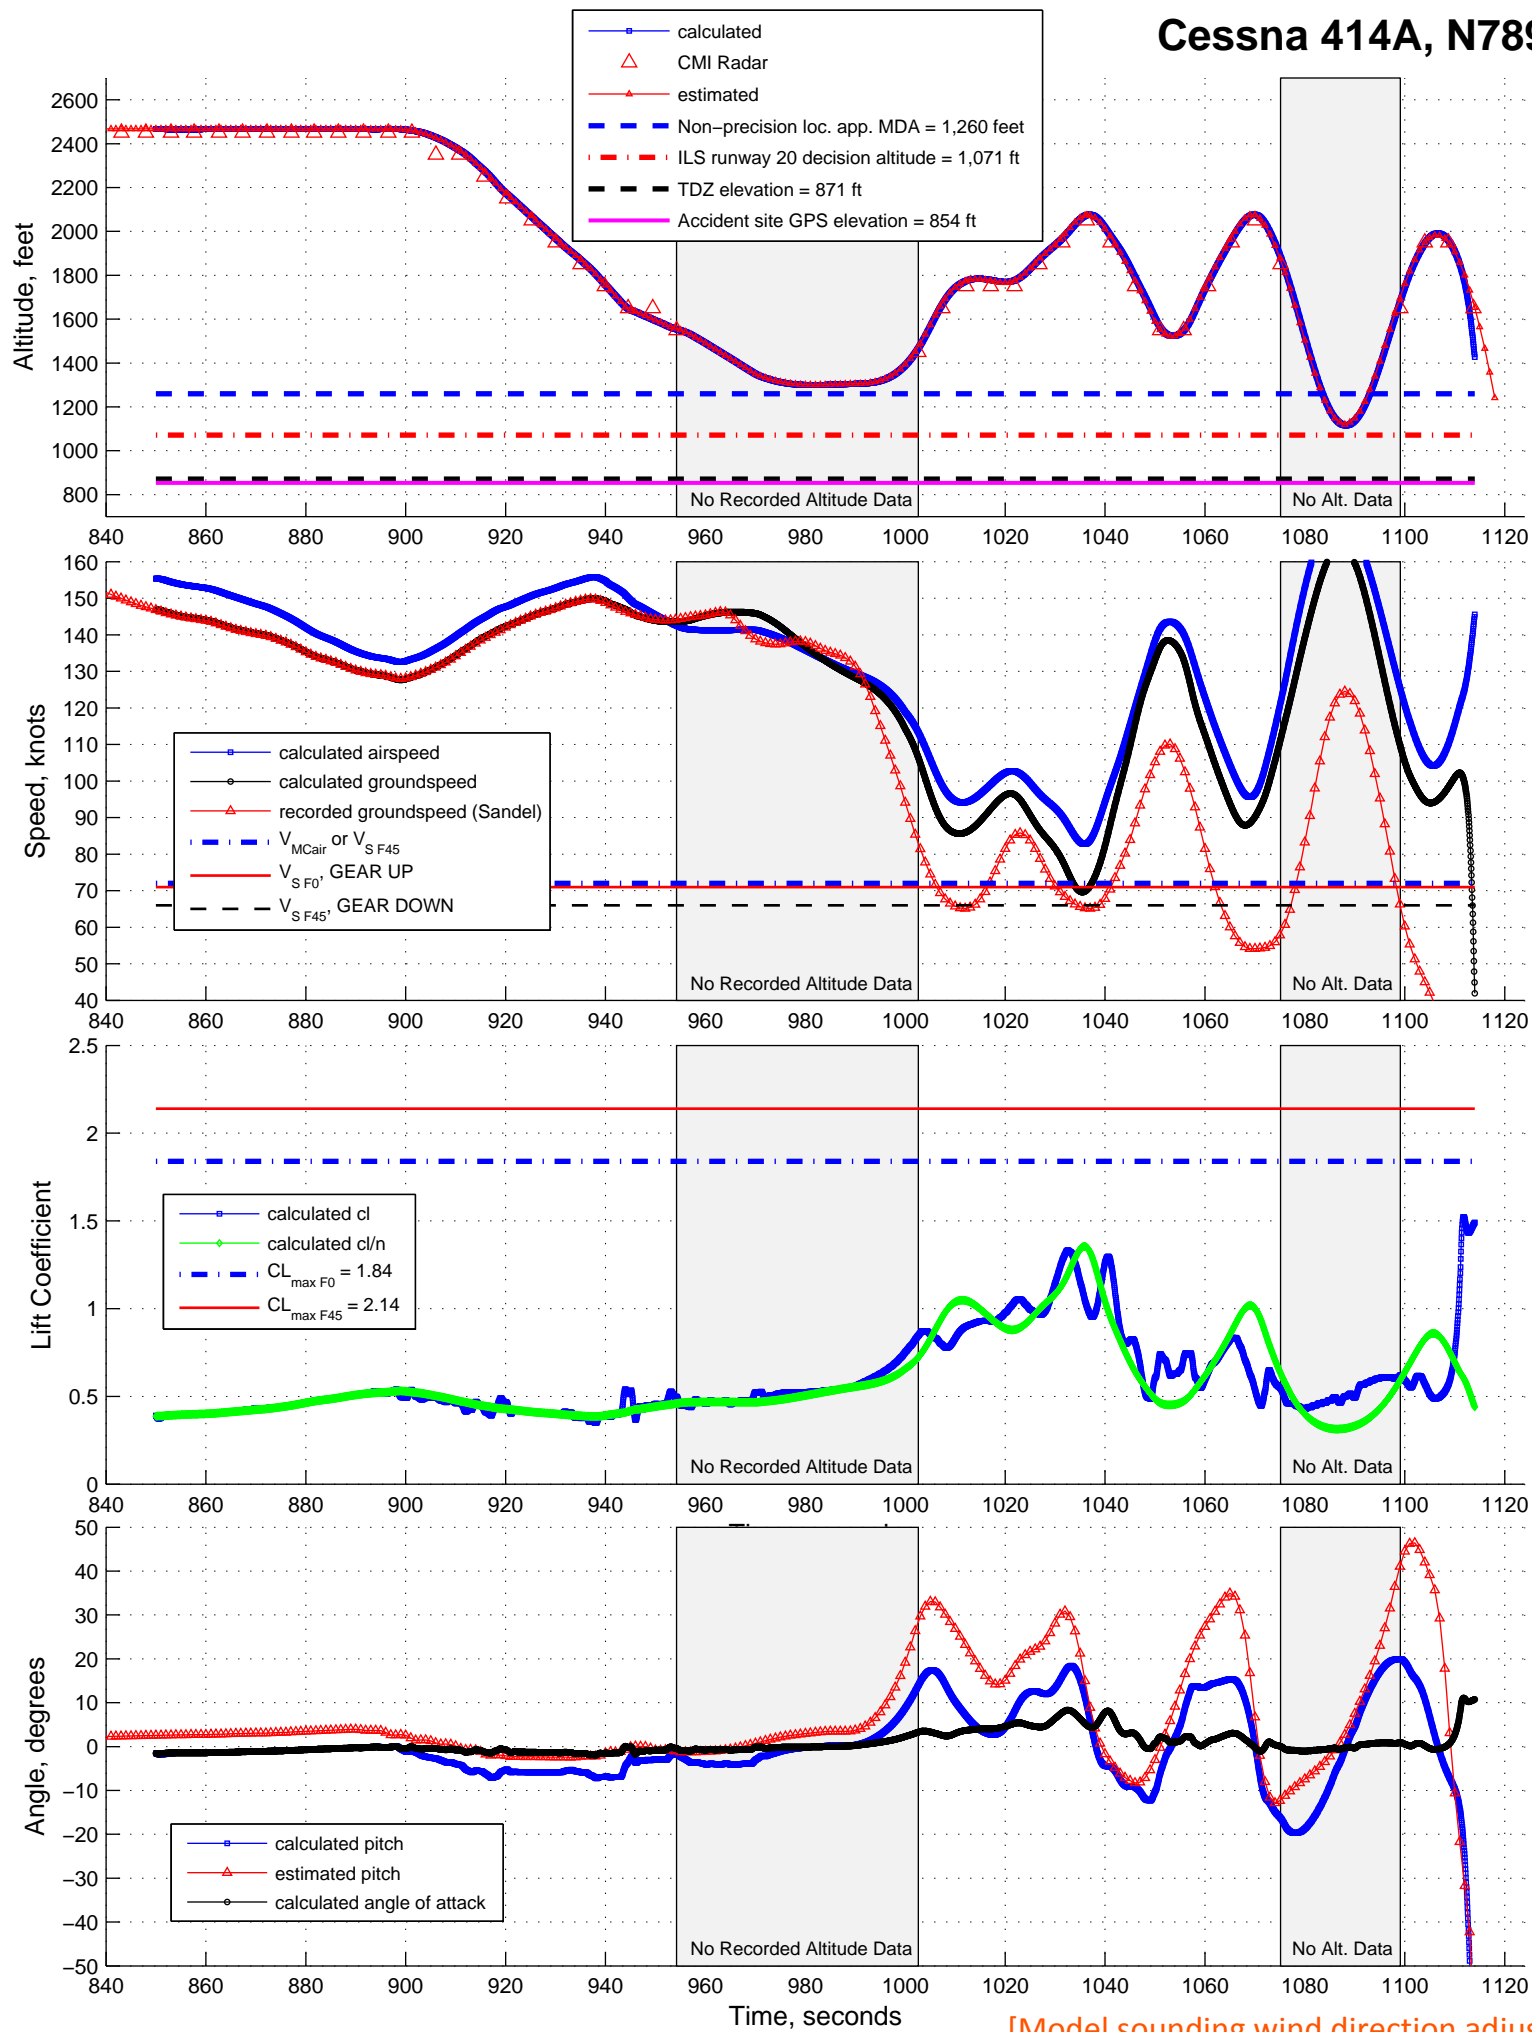 Cessna 414A, N789
calculated
CMI Radar
estimated
Non−precision loc. app. MDA = 1,260 feet
ILS runway 20 decision altitude = 1,071 ft
TDZ elevation = 871 ft
Accident site GPS elevation = 854 ft
2600
2400
2200
2000
1800
1600
1400
1200
1000
800
Altitude, feet
No Recorded Altitude Data
No Alt. Data
840 860 880 900 920 940 960 980 1000 1020 1040 1060 1080 1100 1120
160
150
140
130
120
110
100
90
80
70
60
50
40
Speed, knots
calculated airspeed
calculated groundspeed
recorded groundspeed (Sandel)
VMCair or VS F45
VS F0, GEAR UP
VS F45, GEAR DOWN
No Recorded Altitude Data
No Alt. Data
840 860 880 900 920 940 960 980 1000 1020 1040 1060 1080 1100 1120
2.5
2
1.5
1
0.5
0
Lift Coefficient
calculated cl
calculated cl/n
CLmax F0 = 1.84
CLmax F45 = 2.14
No Recorded Altitude Data
No Alt. Data
840 860 880 900 920 940 960 980 1000 1020 1040 1060 1080 1100 1120
50
40
30
20
10
0
−10
−20
−30
−40
−50
Angle, degrees
calculated pitch
estimated pitch
calculated angle of attack
No Recorded Altitude Data
No Alt. Data
840 860 880 900 920 940 960 980 1000 1020 1040 1060 1080 1100 1120
Time, seconds
[Model sounding wind direction adjus